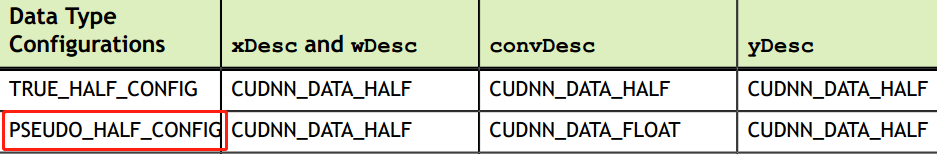 Data Type
Configurations xDesc and wDesc convDesc yDesc
TRUE_HALF_CONFIG CUDNN_DATA_HALF CUDNN_DATA_HALF CUDNN_DATA_HALF
PSEUDO_HALF_CONFIG CUDNN_DATA_HALF CUDNN_DATA_FLOAT CUDNN_DATA_HALF